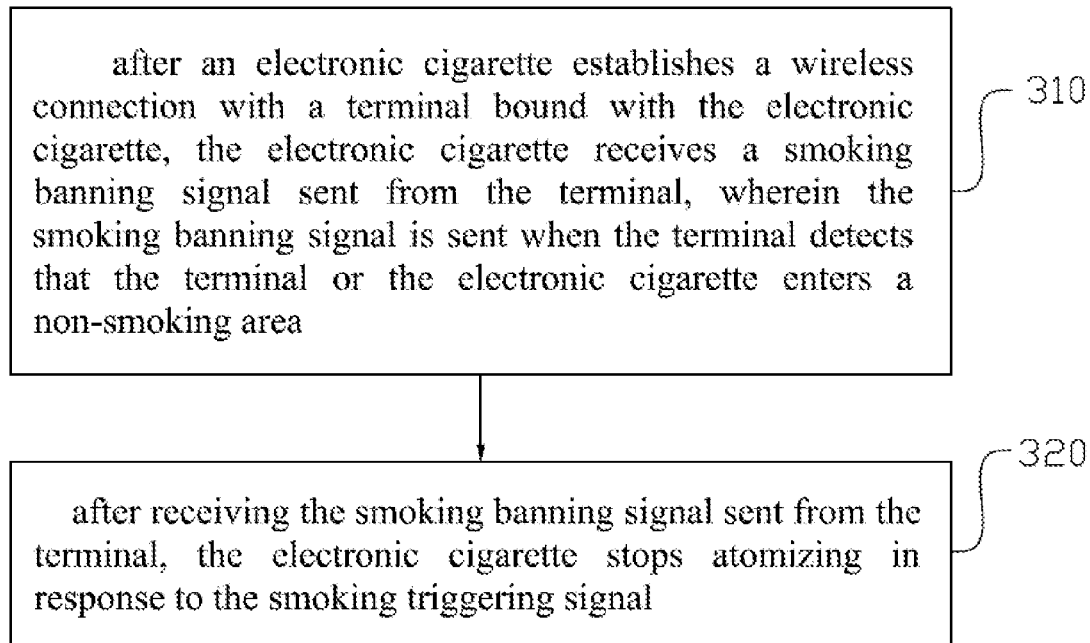 after an electronic cigarette establishes a wireless
connection with a terminal bound with the electronic
cigarette, the electronic cigarette receives a smoking
banning signal sent from the terminal, wherein the
smoking banning signal is sent when the terminal detects
that the terminal or the electronic cigarette enters a
non-smoking area
310
after receiving the smoking banning signal sent from the
terminal, the electronic cigarette stops atomizing in
response to the smoking triggering signal
320